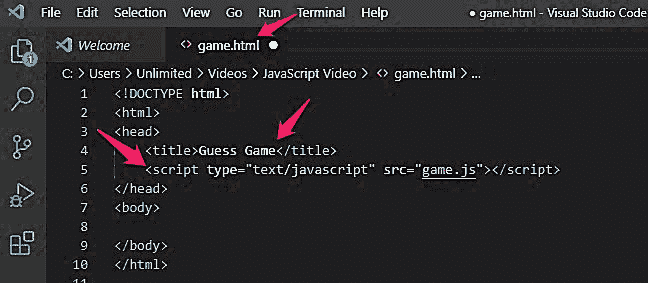 File Edit Selection View Go Run Terminal Help ● game.html - Visual Studio Code
Welcome <> game.html ●
C: > Users > Unlimited > Videos > JavaScript Video > <> game.html > ...
1 <!DOCTYPE html>
2 <html>
3 <head>
4 <title>Guess Game</title>
5 <script type="text/javascript" src="game.js"></script>
6 </head>
7 <body>
8
9 </body>
10 </html>
11
1